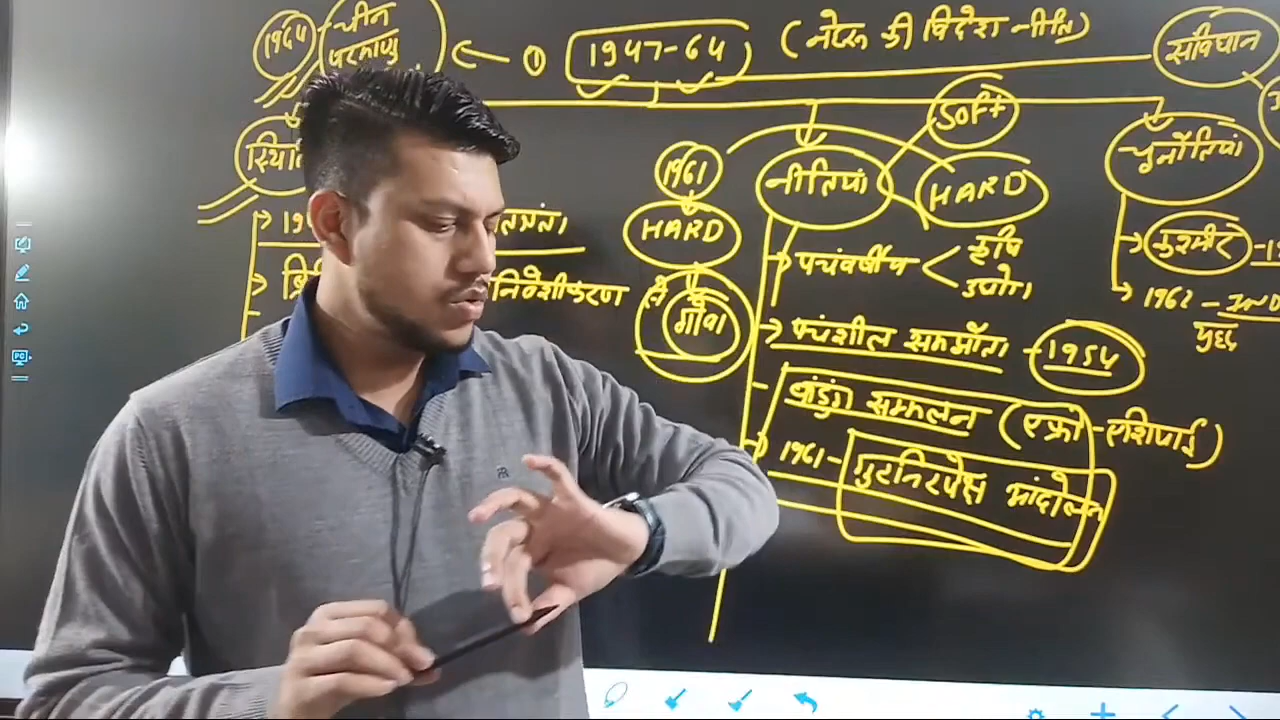 1964
चीन
परमाणु
①
1947-64
(नेहरू की विदेश नीति)
संविधान
SOFT
1961
नीतियां
HARD
चुनौतियां
HARD
गोवा
निवेशीकरण से
पंचवर्षीय
कृषि
उद्योग
कश्मीर
1962 -
युद्ध
पंचशील समझौता - 1954
बांडुंग सम्मेलन (एफ्रो-एशियाई)
1961- गुटनिरपेक्ष आंदोलन